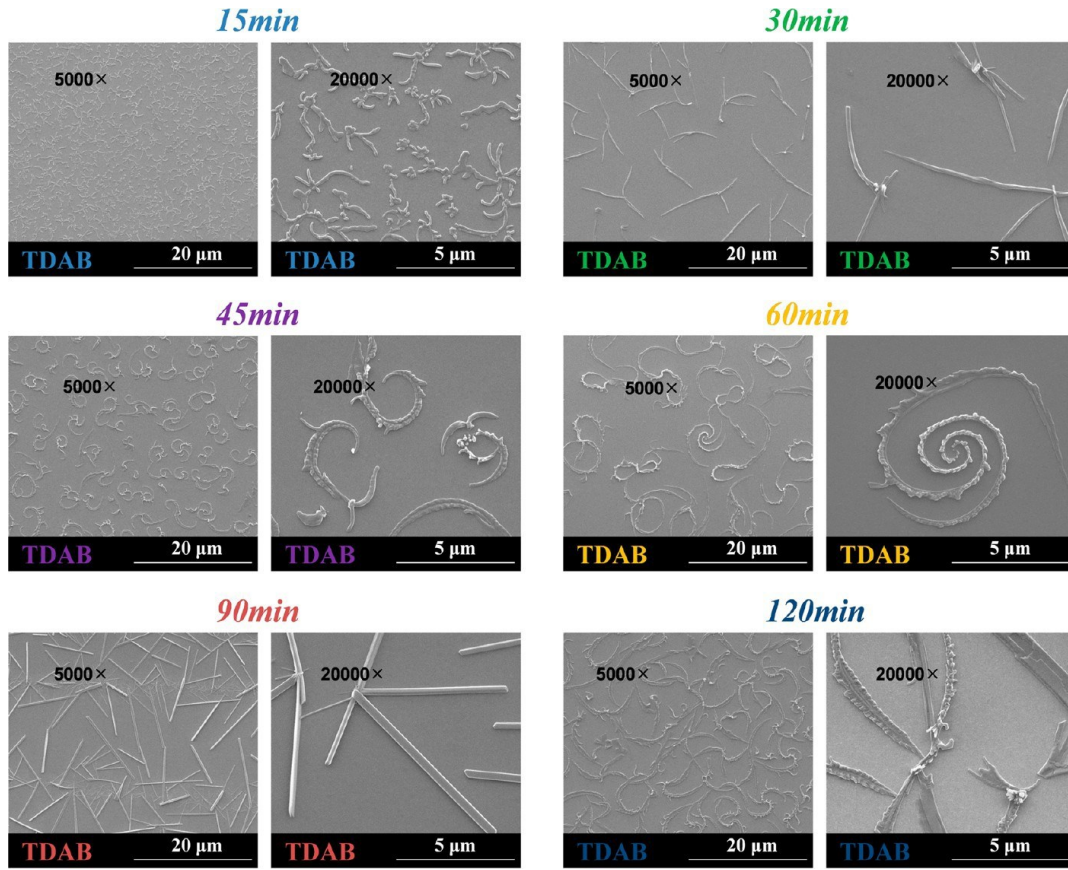 15min
5000×
TDAB
20 µm
20000×
TDAB
5 µm
30min
5000×
TDAB
20 µm
20000×
TDAB
5 µm
45min
5000×
TDAB
20 µm
20000×
TDAB
5 µm
60min
5000×
TDAB
20 µm
20000×
TDAB
5 µm
90min
5000×
TDAB
20 µm
20000×
TDAB
5 µm
120min
5000×
TDAB
20 µm
20000×
TDAB
5 µm